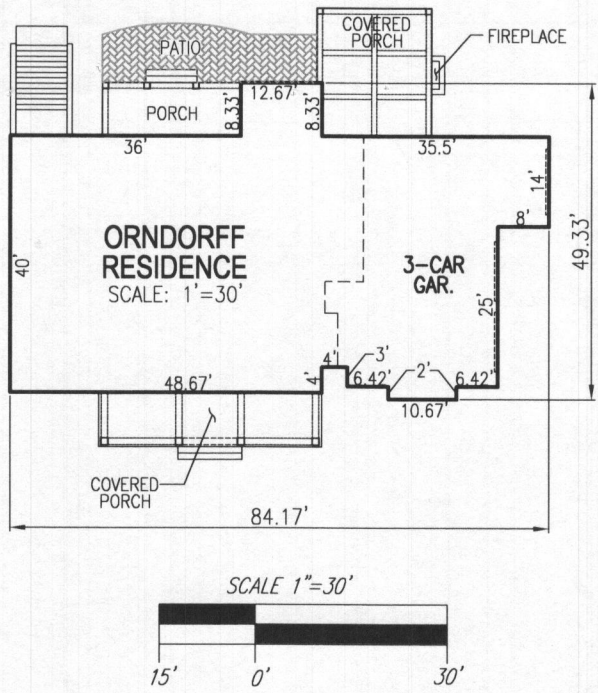 COVERED
PORCH
FIREPLACE
PATIO
PORCH
8.33'
12.67'
8.33'
36'
35.5'
14'
8'
49.33'
40'
ORNDORFF
RESIDENCE
SCALE: 1'=30'
3-CAR
GAR.
25'
4'
3'
4'
48.67'
6.42'
2'
6.42'
10.67'
COVERED
PORCH
84.17'
SCALE 1"=30'
15' 0' 30'